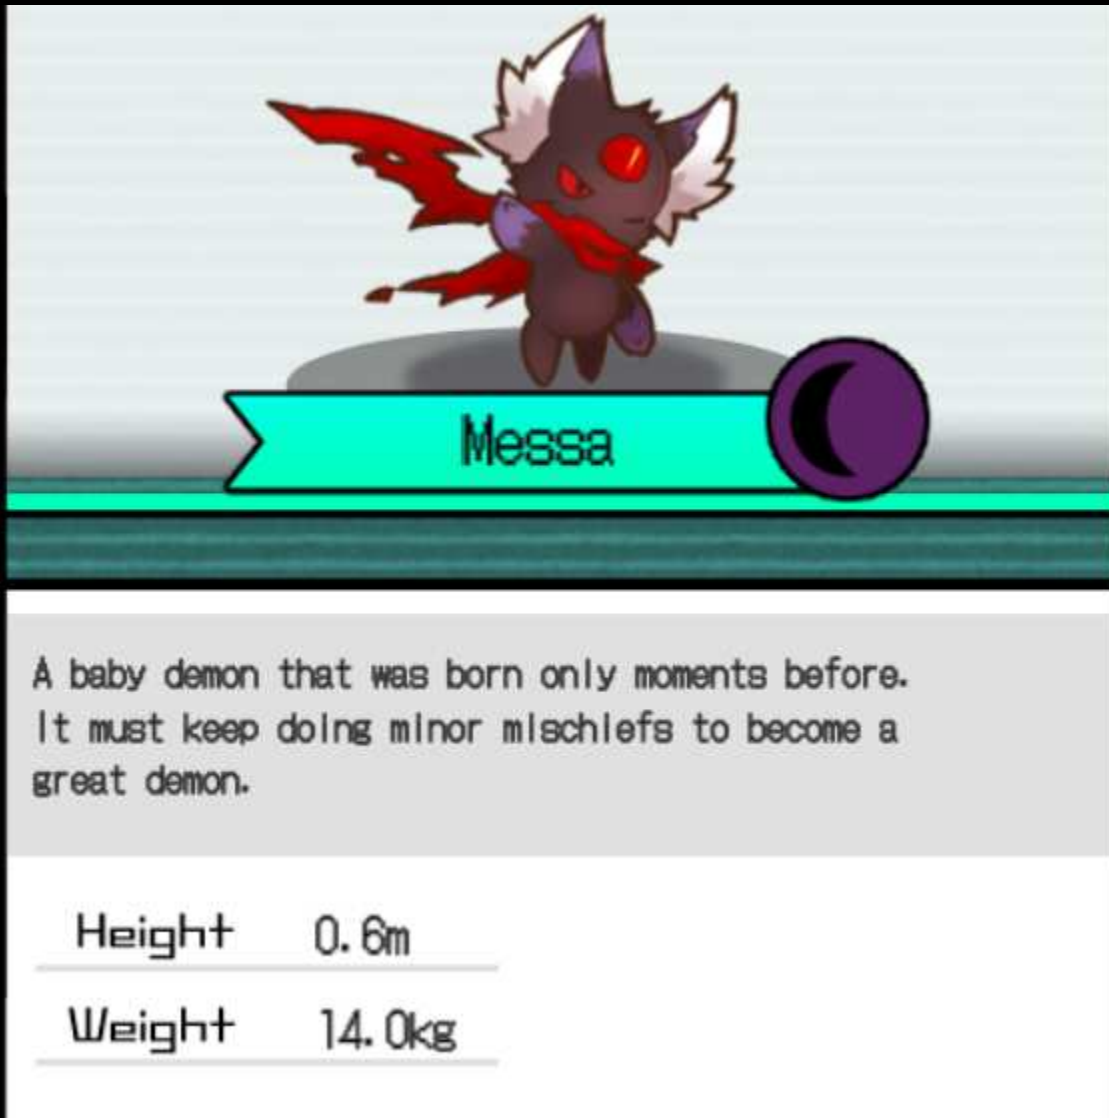 Messa
A baby demon that was born only moments before.
It must keep doing minor mischiefs to become a
great demon.
Height 0.6m
Weight 14.0kg